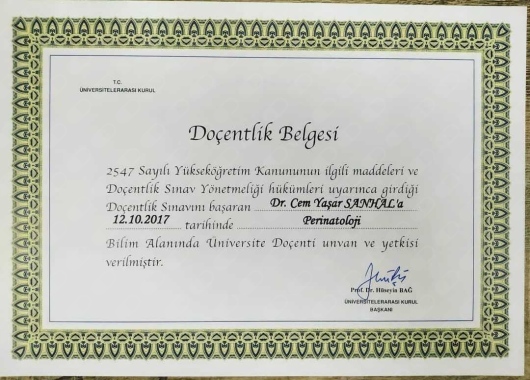 T.C.
ÜNİVERSİTELERARASI KURUL
Doçentlik Belgesi
2547 Sayılı Yükseköğretim Kanununun ilgili maddeleri ve
Doçentlik Sınav Yönetmeliği hükümleri uyarınca girdiği
Doçentlik Sınavını başaran Dr. Cem Yaşar SANHAL'a
12.10.2017 tarihinde Perinatoloji
Bilim Alanında Üniversite Doçenti unvan ve yetkisi
verilmiştir.
Prof. Dr. Hüseyin BAĞ
ÜNİVERSİTELERARASI KURUL
BAŞKANI